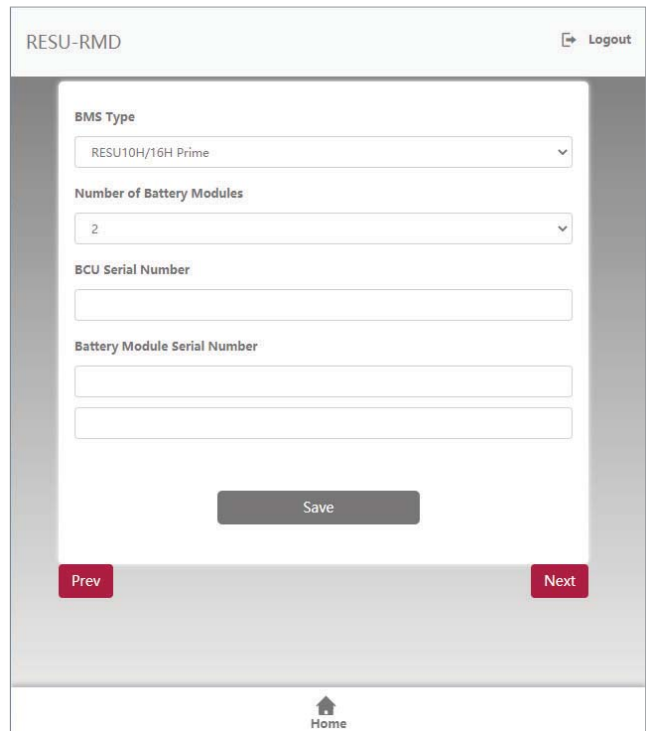 RESU-RMD
Logout
BMS Type
RESU10H/16H Prime
Number of Battery Modules
2
BCU Serial Number
Battery Module Serial Number
Save
Prev
Next
Home